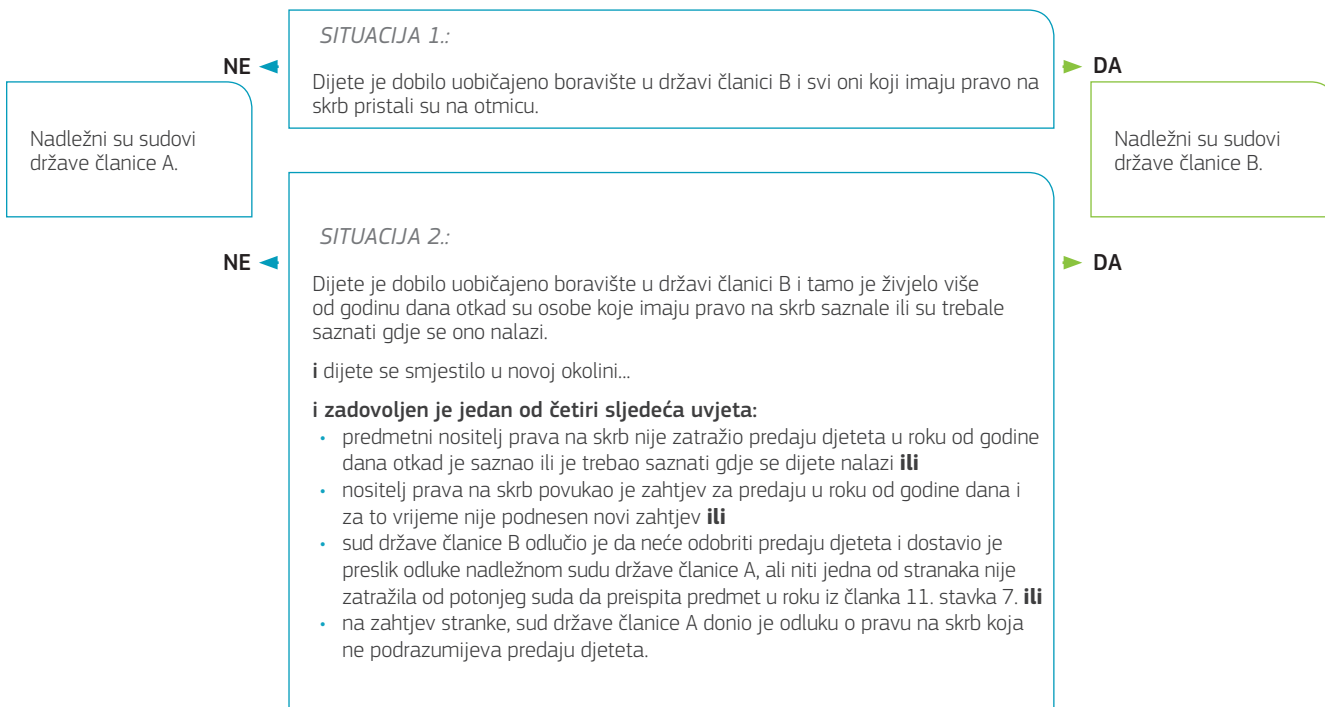 SITUACIJA 1.:
NE
DA
Dijete je dobilo uobičajeno boravište u državi članici B i svi oni koji imaju pravo na
skrb pristali su na otmicu.
Nadležni su sudovi
države članice A.
Nadležni su sudovi
države članice B.
SITUACIJA 2.:
NE
DA
Dijete je dobilo uobičajeno boravište u državi članici B i tamo je živjelo više
od godinu dana otkad su osobe koje imaju pravo na skrb saznale ili su trebale
saznati gdje se ono nalazi.
i dijete se smjestilo u novoj okolini...
i zadovoljen je jedan od četiri sljedeća uvjeta:
• predmetni nositelj prava na skrb nije zatražio predaju djeteta u roku od godine
dana otkad je saznao ili je trebao saznati gdje se dijete nalazi ili
• nositelj prava na skrb povukao je zahtjev za predaju u roku od godine dana i
za to vrijeme nije podnesen novi zahtjev ili
• sud države članice B odlučio je da neće odobriti predaju djeteta i dostavio je
preslik odluke nadležnom sudu države članice A, ali niti jedna od stranaka nije
zatražila od potonjeg suda da preispita predmet u roku iz članka 11. stavka 7. ili
• na zahtjev stranke, sud države članice A donio je odluku o pravu na skrb koja
ne podrazumijeva predaju djeteta.